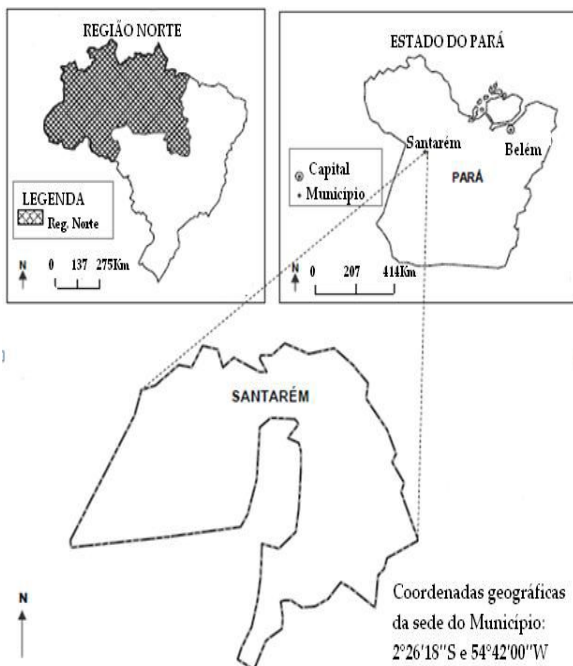 REGIÃO NORTE
LEGENDA
Reg. Norte
N
0 137 275Km
ESTADO DO PARÁ
Santarém
Belém
Capital
Município
PARÁ
N
0 207 414Km
SANTARÉM
N
Coordenadas geográficas
da sede do Município:
2°26'18"S e 54°42'00"W